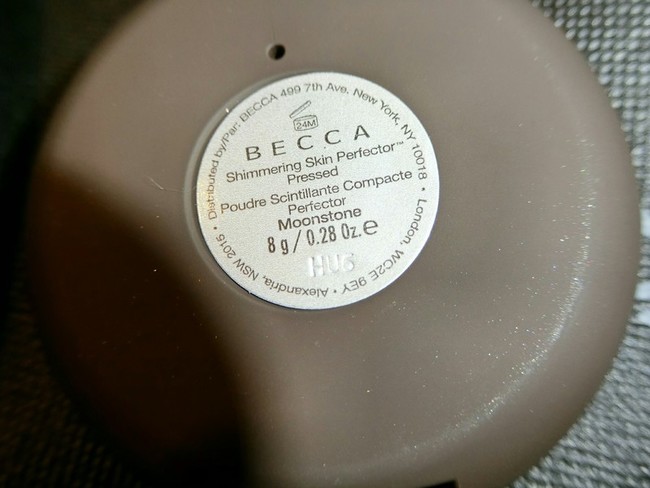 Distributed by/Par: BECCA 499 7th Ave. New York, NY 10018 • London, WC2E 9EY • Alexandria, NSW 2015 •
24M
BECCA
Shimmering Skin Perfector™
Pressed
Poudre Scintillante Compacte
Perfector
Moonstone
8 g / 0.28 Oz. e